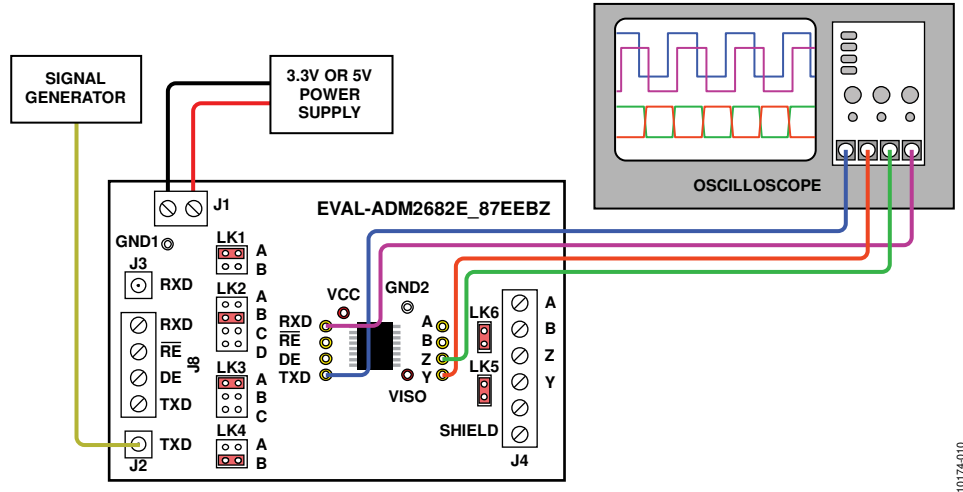 SIGNAL
GENERATOR
3.3V OR 5V
POWER
SUPPLY
OSCILLOSCOPE
EVAL-ADM2682E_87EEBZ
J1
GND1
J3
RXD
RXD
RE
DE
TXD
J8
TXD
J2
LK1
A
B
LK2
A
B
C
D
LK3
A
B
C
LK4
A
B
VCC
GND2
RXD
RE
DE
TXD
A
B
Z
Y
VISO
LK6
LK5
A
B
Z
Y
SHIELD
J4
10174-010